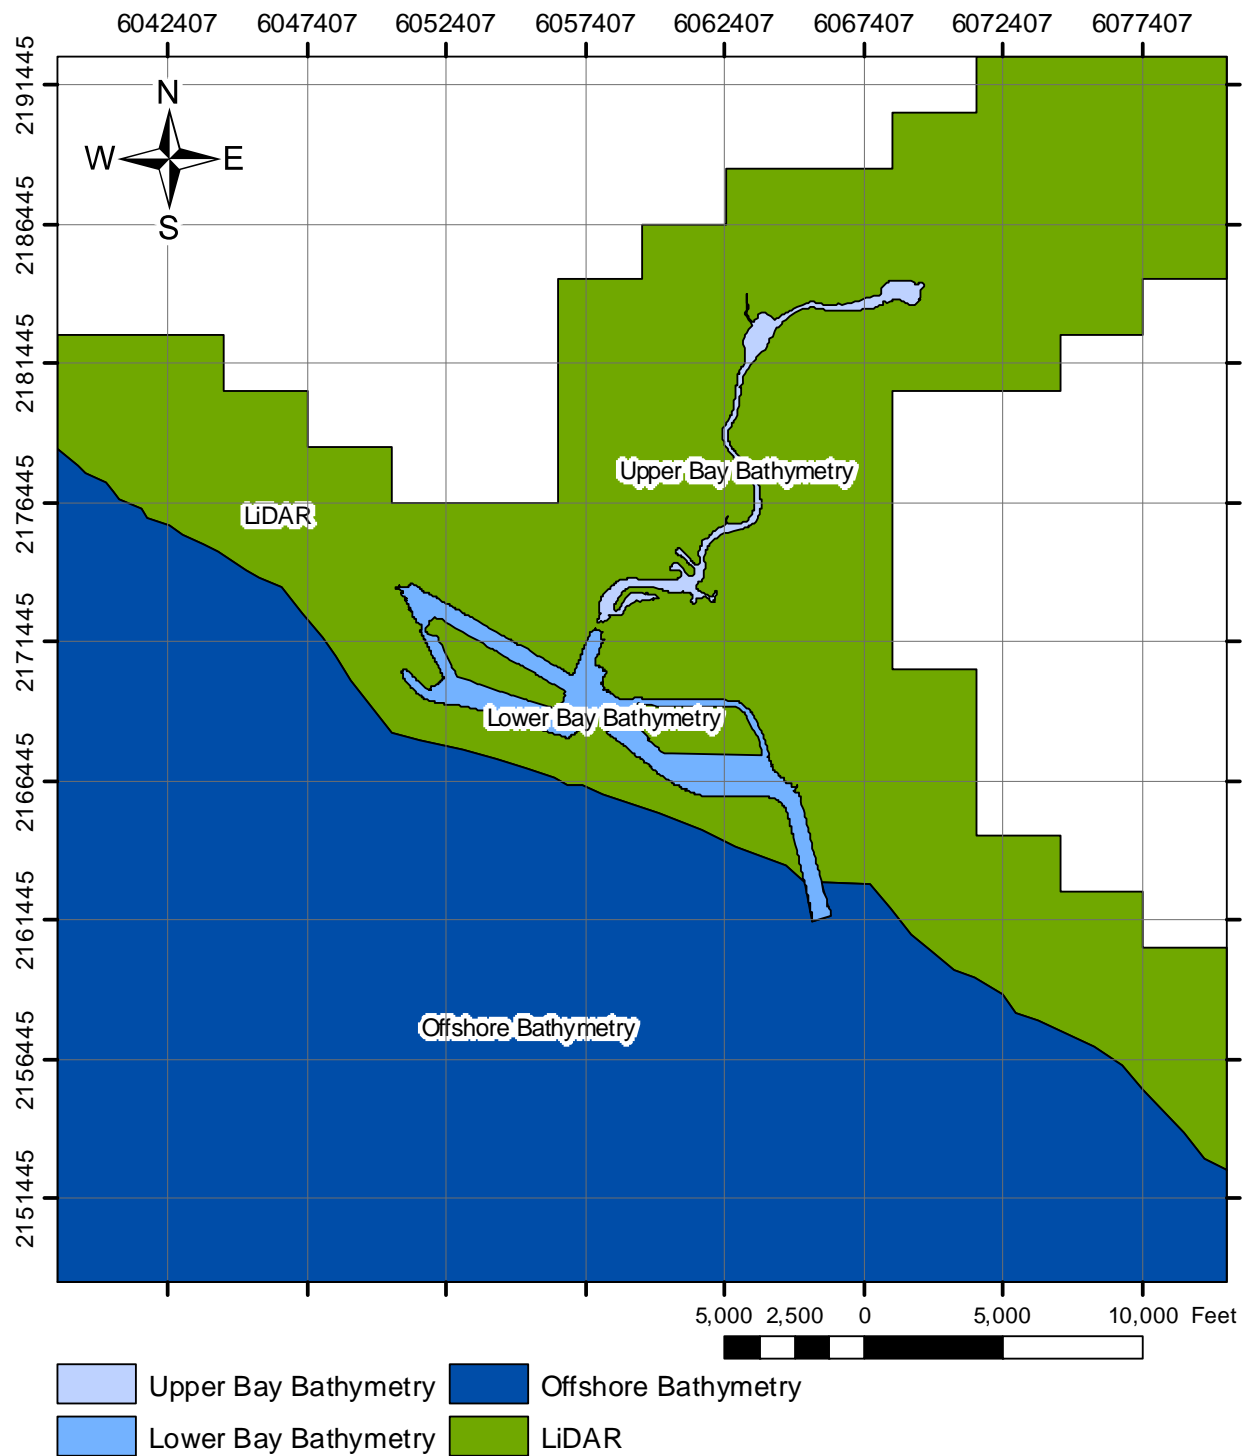 6042407 6047407 6052407 6057407 6062407 6067407 6072407 6077407
2191445
N
W E
S
2186445
2181445
Upper Bay Bathymetry
2176445
LiDAR
2171445
Lower Bay Bathymetry
2166445
2161445
Offshore Bathymetry
2156445
2151445
5,000 2,500 0 5,000 10,000 Feet
Upper Bay Bathymetry Offshore Bathymetry
Lower Bay Bathymetry LiDAR